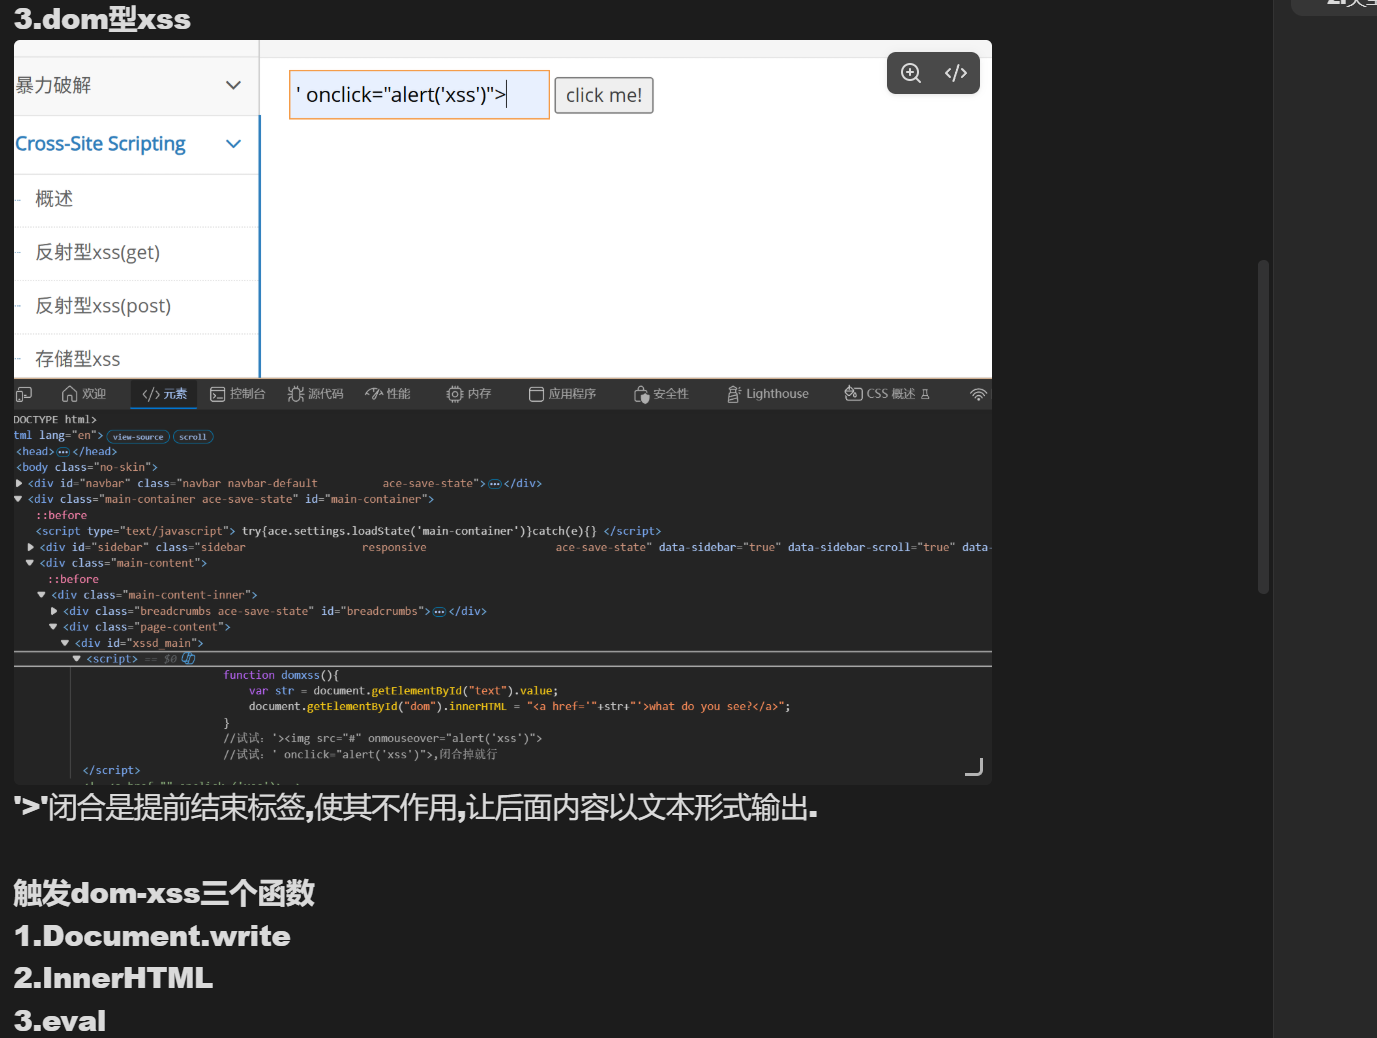 3.dom型xss
暴力破解
' onclick="alert('xss')">
click me!
Cross-Site Scripting
概述
反射型xss(get)
反射型xss(post)
存储型xss
欢迎 </> 元素 控制台 源代码 性能 内存 应用程序 安全性 Lighthouse CSS 概述
DOCTYPE html>
tml lang="en"> view-source scroll
<head>…</head>
<body class="no-skin">
<div id="navbar" class="navbar navbar-default ace-save-state">…</div>
<div class="main-container ace-save-state" id="main-container">
::before
<script type="text/javascript"> try{ace.settings.loadState('main-container')}catch(e){} </script>
<div id="sidebar" class="sidebar responsive ace-save-state" data-sidebar="true" data-sidebar-scroll="true" data-
<div class="main-content">
::before
<div class="main-content-inner">
<div class="breadcrumbs ace-save-state" id="breadcrumbs">…</div>
<div class="page-content">
<div id="xssd_main">
<script> == $0
function domxss(){
var str = document.getElementById("text").value;
document.getElementById("dom").innerHTML = "<a href='"+str+"'>what do you see?</a>";
}
//试试：'><img src="#" onmouseover="alert('xss')">
//试试：' onclick="alert('xss')">,闭合掉就行
</script>
'>'闭合是提前结束标签,使其不作用,让后面内容以文本形式输出.
触发dom-xss三个函数
1.Document.write
2.InnerHTML
3.eval